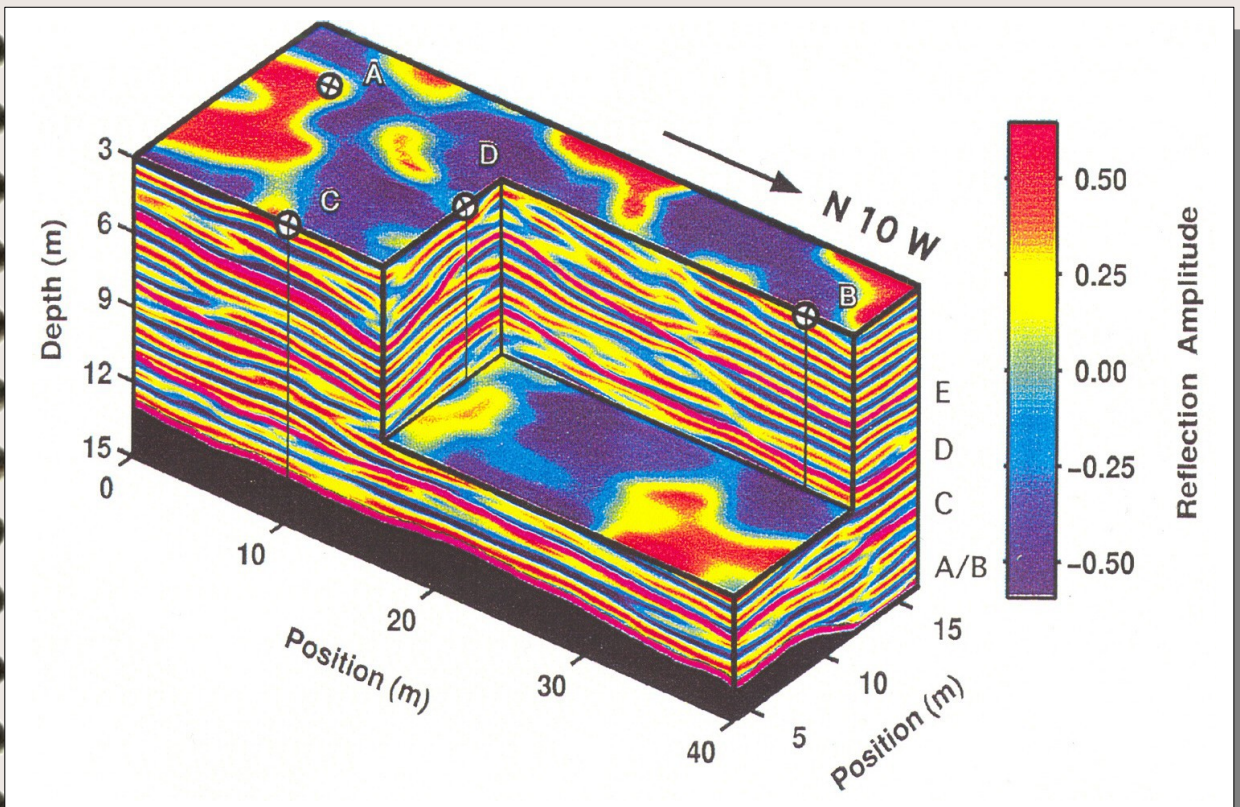 A
D
C
B
N 10 W
3
6
9
12
15
Depth (m)
0
10
20
30
40
Position (m)
5
10
15
Position (m)
E
D
C
A/B
0.50
0.25
0.00
-0.25
-0.50
Reflection Amplitude